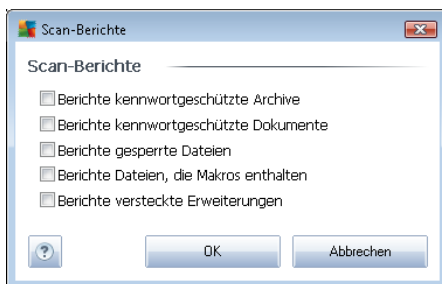 Scan-Berichte
Scan-Berichte
Berichte kennwortgeschützte Archive
Berichte kennwortgeschützte Dokumente
Berichte gesperrte Dateien
Berichte Dateien, die Makros enthalten
Berichte versteckte Erweiterungen
?
OK
Abbrechen